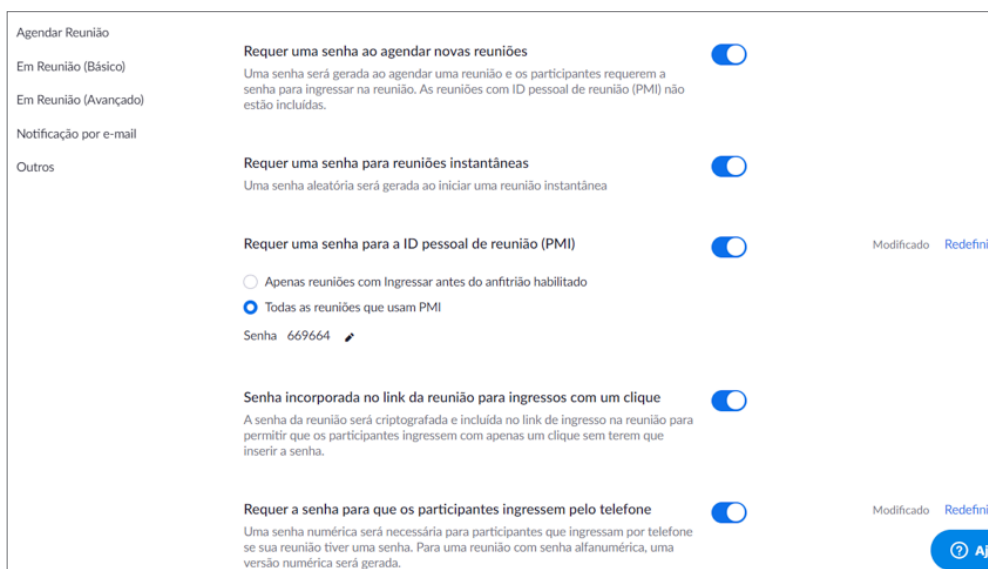 Agendar Reunião
Em Reunião (Básico)
Em Reunião (Avançado)
Notificação por e-mail
Outros
Requer uma senha ao agendar novas reuniões
Uma senha será gerada ao agendar uma reunião e os participantes requerem a
senha para ingressar na reunião. As reuniões com ID pessoal de reunião (PMI) não
estão incluídas.
Requer uma senha para reuniões instantâneas
Uma senha aleatória será gerada ao iniciar uma reunião instantânea
Requer uma senha para a ID pessoal de reunião (PMI)
Modificado Redefini
Apenas reuniões com Ingressar antes do anfitrião habilitado
Todas as reuniões que usam PMI
Senha 669664
Senha incorporada no link da reunião para ingressos com um clique
A senha da reunião será criptografada e incluída no link de ingresso na reunião para
permitir que os participantes ingressem com apenas um clique sem terem que
inserir a senha.
Requer a senha para que os participantes ingressem pelo telefone
Modificado Redefini
Uma senha numérica será necessária para participantes que ingressam por telefone
se sua reunião tiver uma senha. Para uma reunião com senha alfanumérica, uma
versão numérica será gerada.
Aj